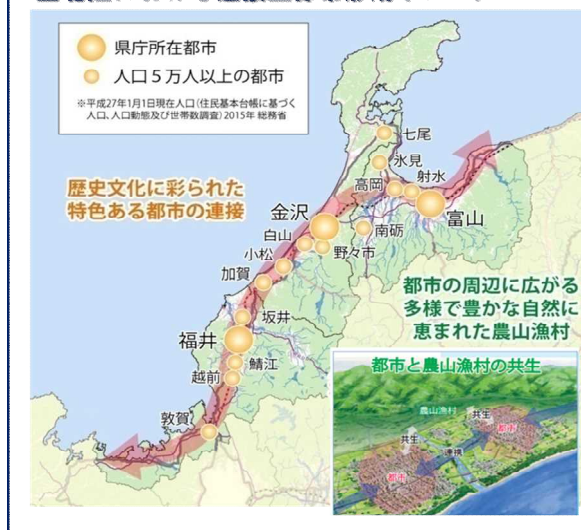 県庁所在都市
人口5万人以上の都市
※平成27年1月1日現在人口(住民基本台帳に基づく
人口、人口動態及び世帯数調査)2015年 総務省
歴史文化に彩られた
特色ある都市の連接
七尾
氷見
高岡
射水
富山
金沢
南砺
白山
野々市
小松
加賀
坂井
福井
鯖江
越前
敦賀
都市の周辺に広がる
多様で豊かな自然に
恵まれた農山漁村
都市と農山漁村の共生
農山漁村
共生
都市
共生
連携
都市